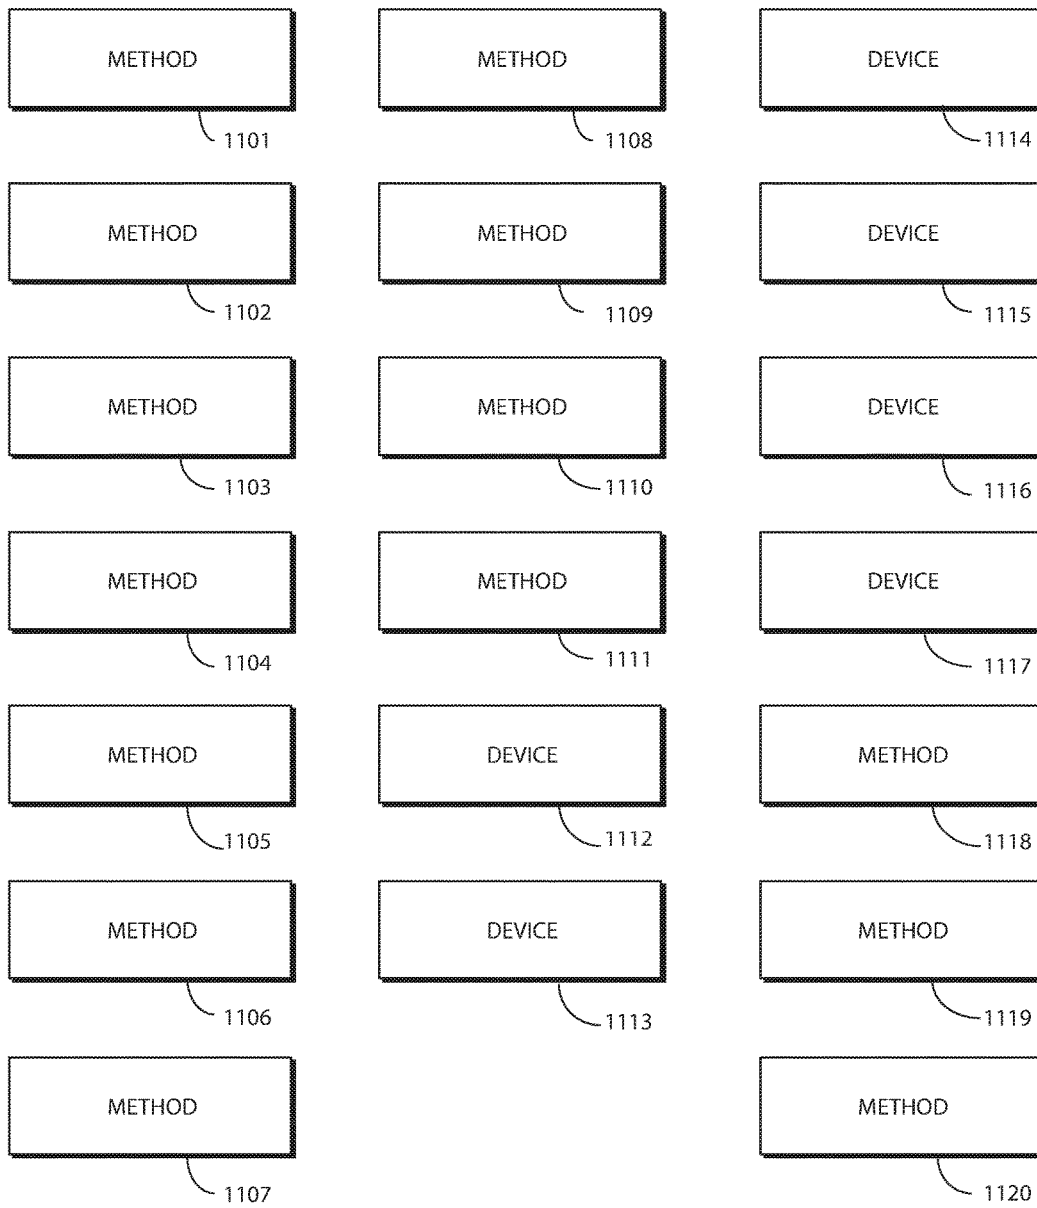 METHOD
1101
METHOD
1102
METHOD
1103
METHOD
1104
METHOD
1105
METHOD
1106
METHOD
1107
METHOD
1108
METHOD
1109
METHOD
1110
METHOD
1111
DEVICE
1112
DEVICE
1113
DEVICE
1114
DEVICE
1115
DEVICE
1116
DEVICE
1117
METHOD
1118
METHOD
1119
METHOD
1120